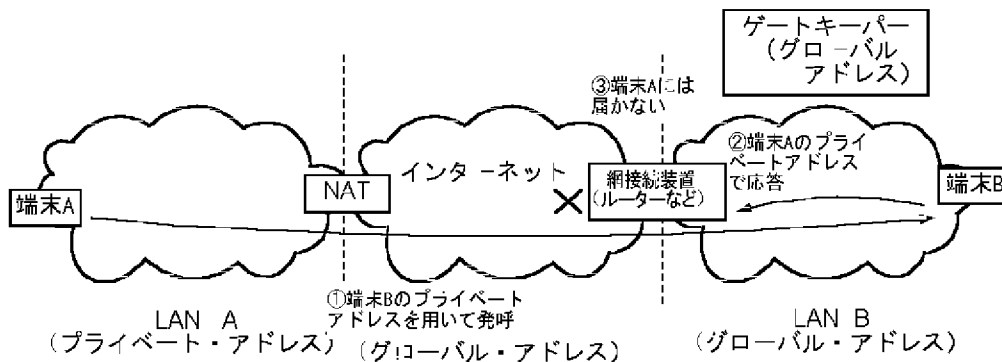 ゲートキーパー
(グローバル
アドレス)
③端末Aには
届かない
②端末Aのプライ
ベートアドレス
で応答
インターネット
端末A
NAT
網接続装置
(ルーターなど)
端末B
①端末Bのプライベート
アドレスを用いて発呼
LAN A
(プライベート・アドレス)
(グローバル・アドレス)
LAN B
(グローバル・アドレス)